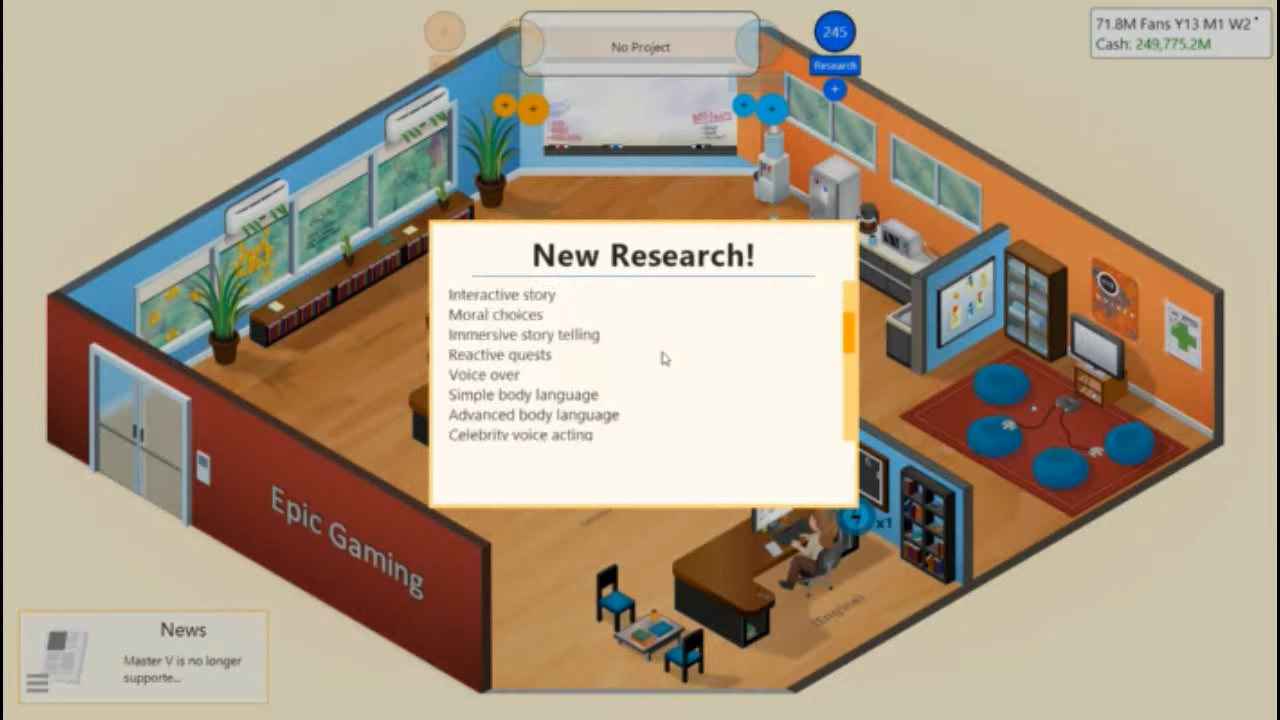 No Project
245
Research
71.8M Fans Y13 M1 W2
Cash: 249,775.2M
New Research!
Interactive story
Moral choices
Immersive story telling
Reactive quests
Voice over
Simple body language
Advanced body language
Celebrity voice acting
x1
Epic Gaming
News
Master V is no longer
supporte...